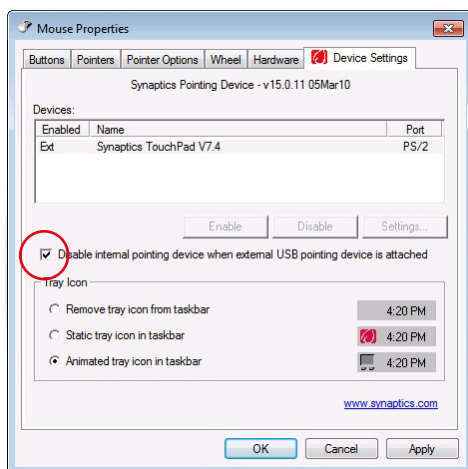 Mouse Properties
Buttons Pointers Pointer Options Wheel Hardware Device Settings
Synaptics Pointing Device - v15.0.11 05Mar10
Devices:
Enabled Name Port
Ext Synaptics TouchPad V7.4 PS/2
Enable Disable Settings...
Disable internal pointing device when external USB pointing device is attached
Tray Icon
Remove tray icon from taskbar 4:20 PM
Static tray icon in taskbar 4:20 PM
Animated tray icon in taskbar 4:20 PM
www.synaptics.com
OK Cancel Apply